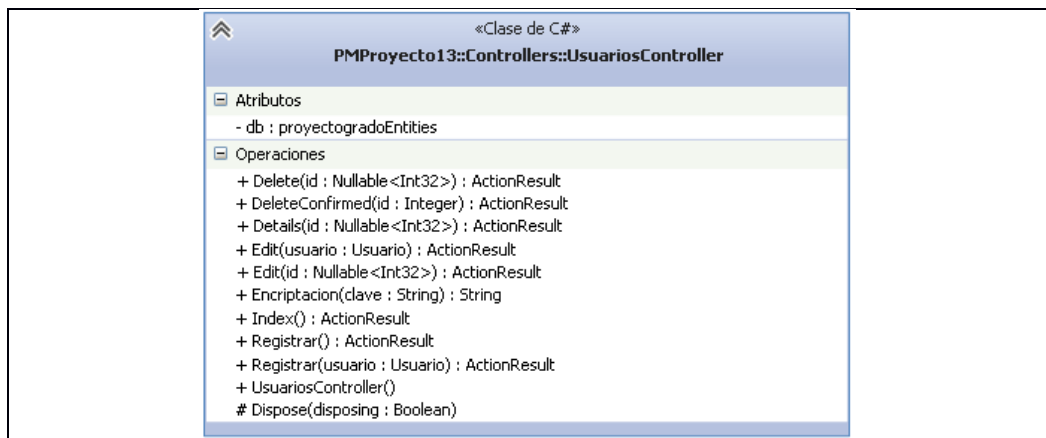 «Clase de C#»
PMProyecto13::Controllers::UsuariosController
Atributos
- db : proyectogradoEntities
Operaciones
+ Delete(id : Nullable<Int32>) : ActionResult
+ DeleteConfirmed(id : Integer) : ActionResult
+ Details(id : Nullable<Int32>) : ActionResult
+ Edit(usuario : Usuario) : ActionResult
+ Edit(id : Nullable<Int32>) : ActionResult
+ Encriptacion(clave : String) : String
+ Index() : ActionResult
+ Registrar() : ActionResult
+ Registrar(usuario : Usuario) : ActionResult
+ UsuariosController()
# Dispose(disposing : Boolean)